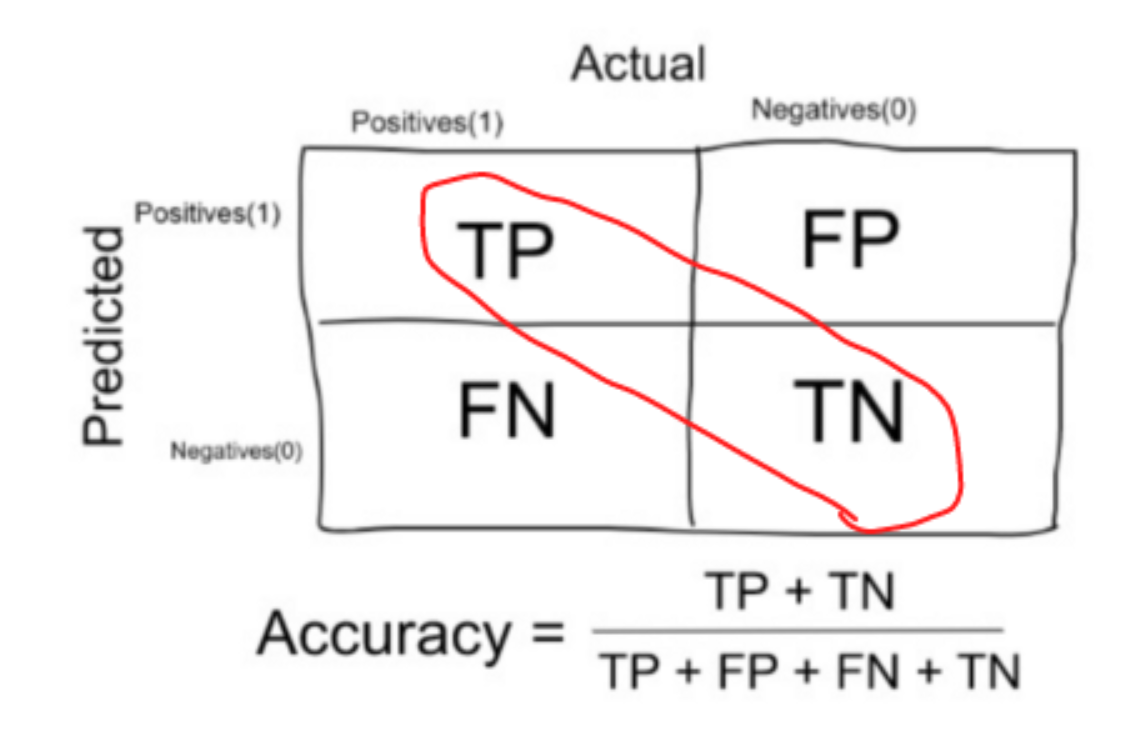 Actual
Positives(1) Negatives(0)
Positives(1)
Predicted
TP FP
FN TN
Negatives(0)
Accuracy = TP + TN
TP + FP + FN + TN